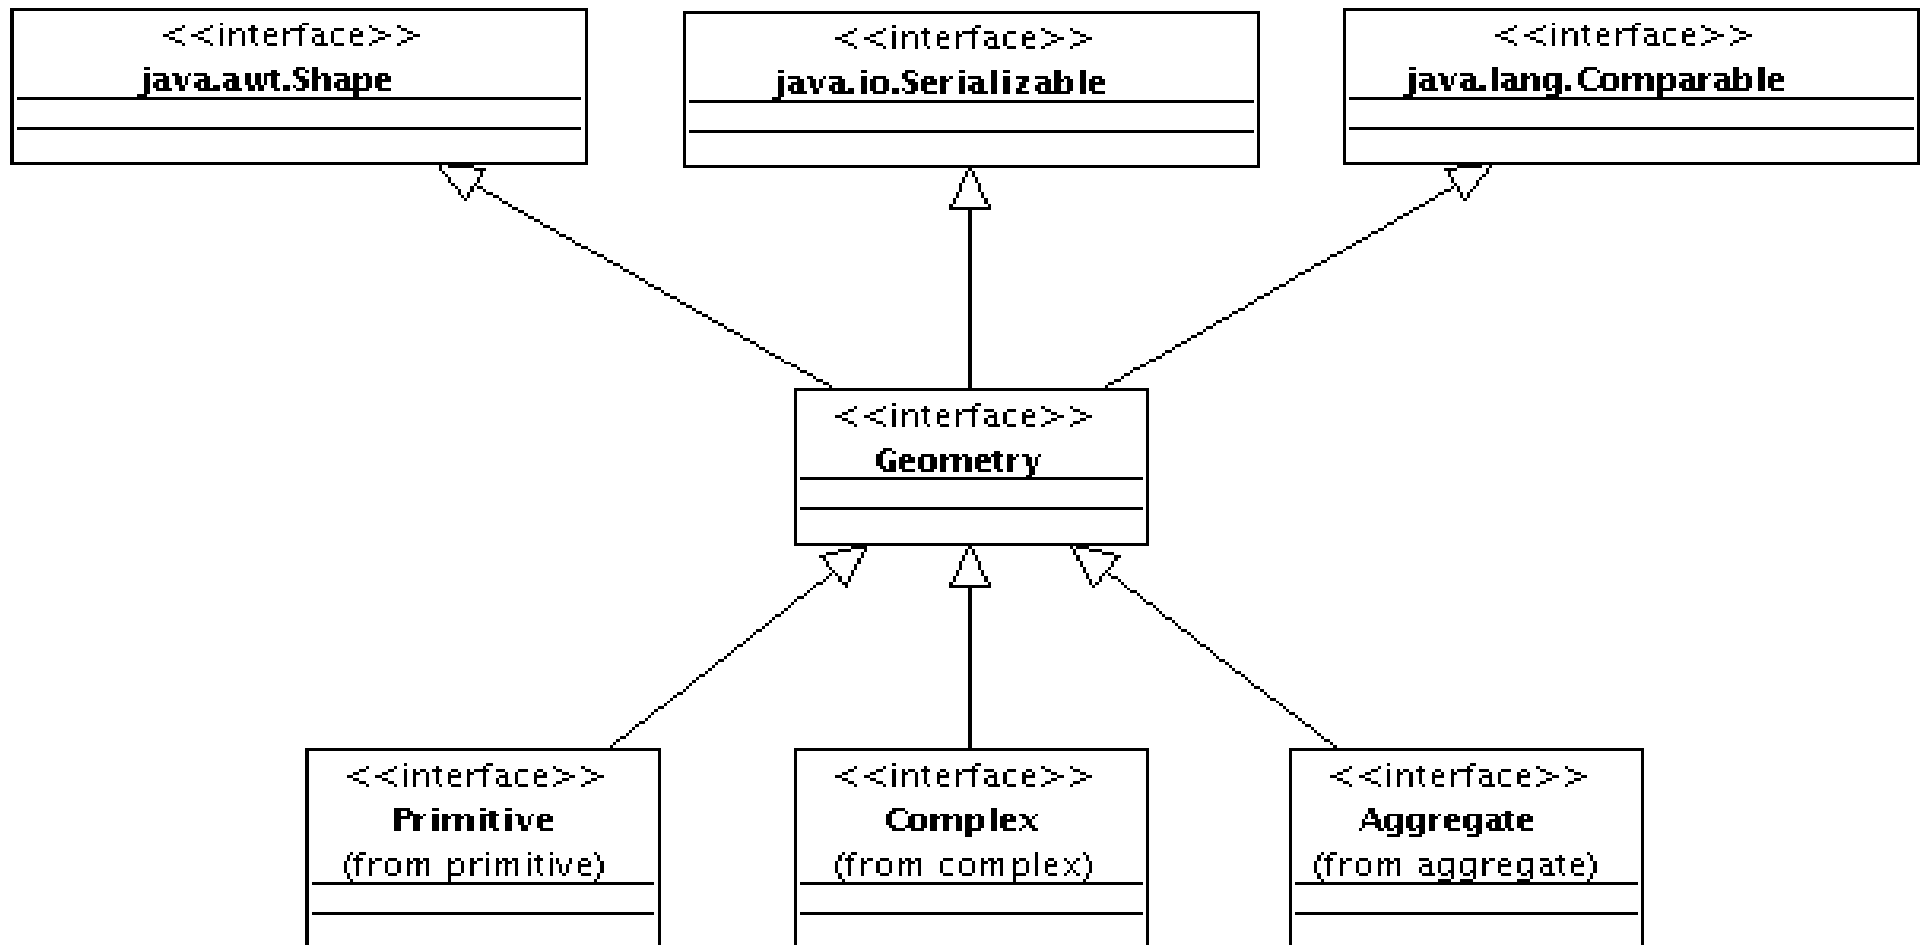 <<interface>>
java.awt.Shape
<<interface>>
java.io.Serializable
<<interface>>
java.lang.Comparable
<<interface>>
Geometry
<<interface>>
Primitive
(from primitive)
<<interface>>
Complex
(from complex)
<<interface>>
Aggregate
(from aggregate)